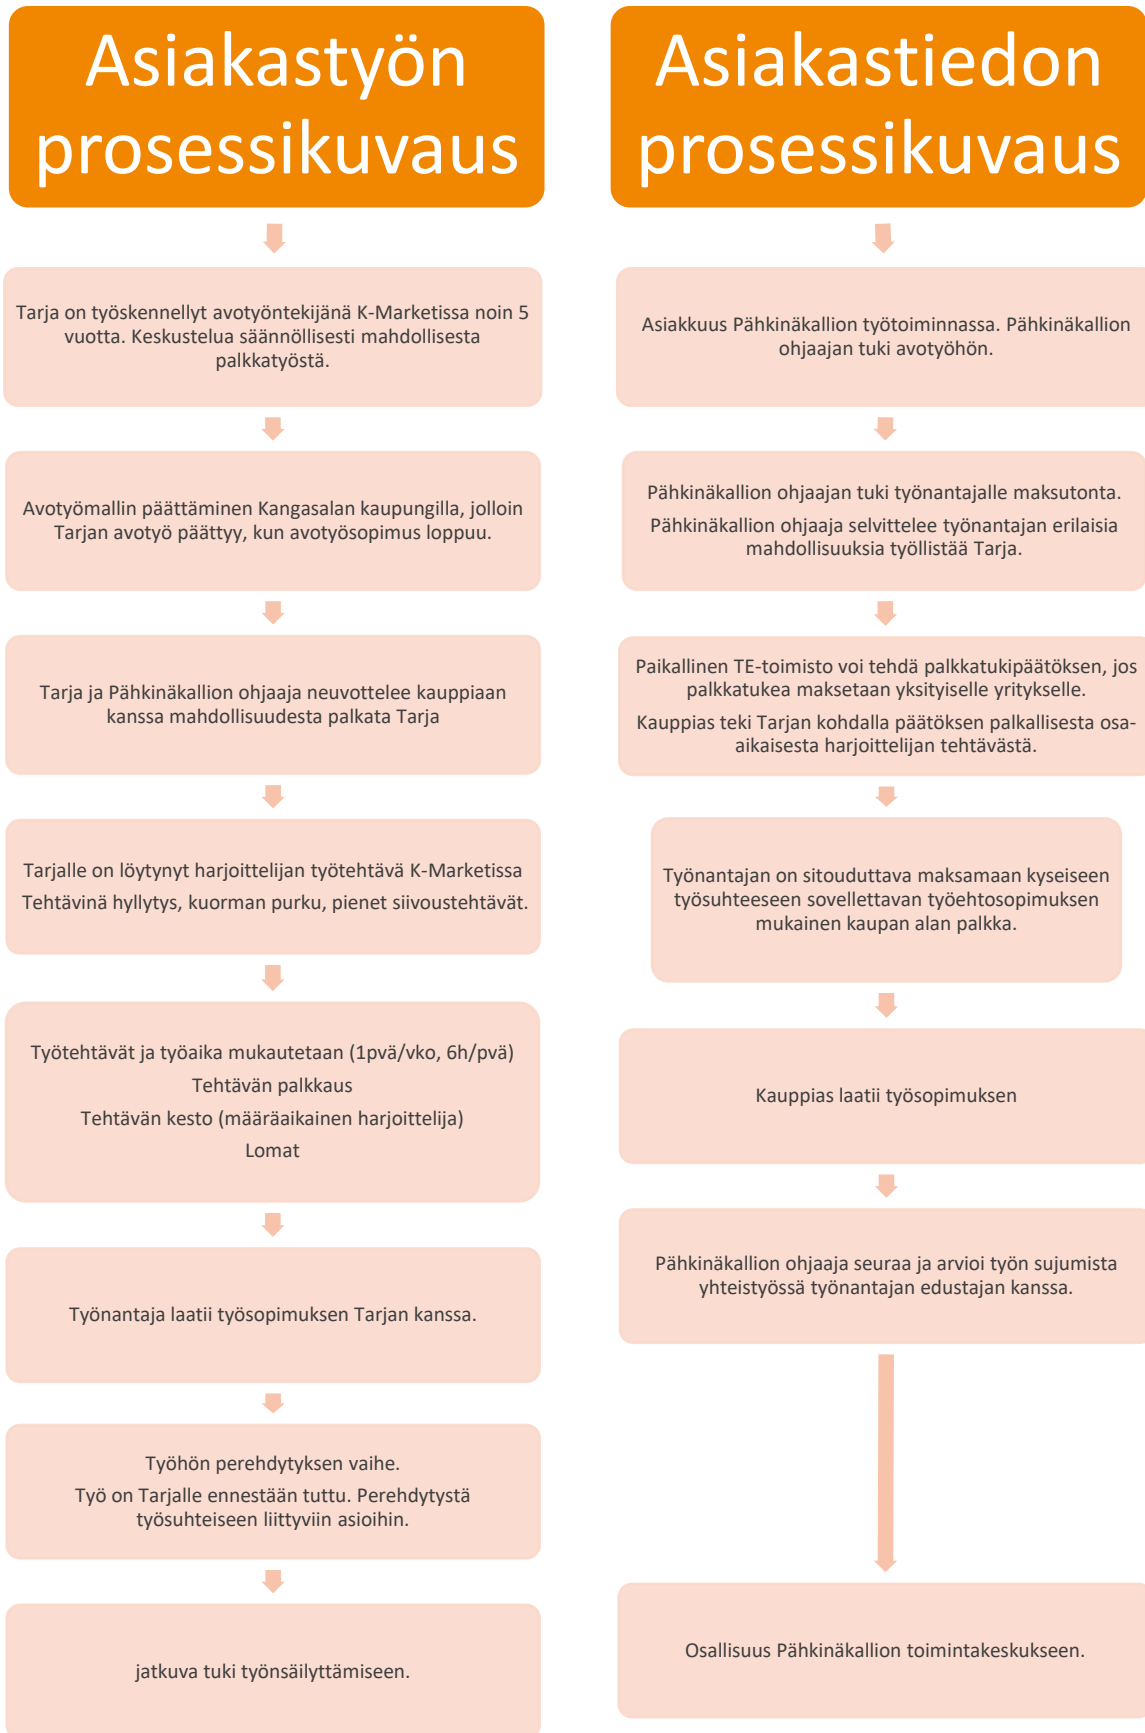 Asiakastyön
prosessikuvaus
Tarja on työskennellyt avotyöntekijänä K-Marketissa noin 5
vuotta. Keskustelua säännöllisesti mahdollisesta
palkkatyöstä.
Avotyömallin päättäminen Kangasalan kaupungilla, jolloin
Tarjan avotyö päättyy, kun avotyösopimus loppuu.
Tarja ja Pähkinäkallion ohjaaja neuvottelee kauppiaan
kanssa mahdollisuudesta palkata Tarja
Tarjalle on löytynyt harjoittelijan työtehtävä K-Marketissa
Tehtävinä hyllytys, kuorman purku, pienet siivoustehtävät.
Työtehtävät ja työaika mukautetaan (1pvä/vko, 6h/pvä)
Tehtävän palkkaus
Tehtävän kesto (määräaikainen harjoittelija)
Lomat
Työnantaja laatii työsopimuksen Tarjan kanssa.
Työhön perehdytyksen vaihe.
Työ on Tarjalle ennestään tuttu. Perehdytystä
työsuhteiseen liittyviin asioihin.
jatkuva tuki työnsäilyttämiseen.
Asiakastiedon
prosessikuvaus
Asiakkuus Pähkinäkallion työtoiminnassa. Pähkinäkallion
ohjaajan tuki avotyöhön.
Pähkinäkallion ohjaajan tuki työnantajalle maksutonta.
Pähkinäkallion ohjaaja selvittelee työnantajan erilaisia
mahdollisuuksia työllistää Tarja.
Paikallinen TE-toimisto voi tehdä palkkatukipäätöksen, jos
palkkatukea maksetaan yksityiselle yritykselle.
Kauppias teki Tarjan kohdalla päätöksen palkallisesta osa-
aikaisesta harjoittelijan tehtävästä.
Työnantajan on sitouduttava maksamaan kyseiseen
työsuhteeseen sovellettavan työehtosopimuksen
mukainen kaupan alan palkka.
Kauppias laatii työsopimuksen
Pähkinäkallion ohjaaja seuraa ja arvioi työn sujumista
yhteistyössä työnantajan edustajan kanssa.
Osallisuus Pähkinäkallion toimintakeskukseen.